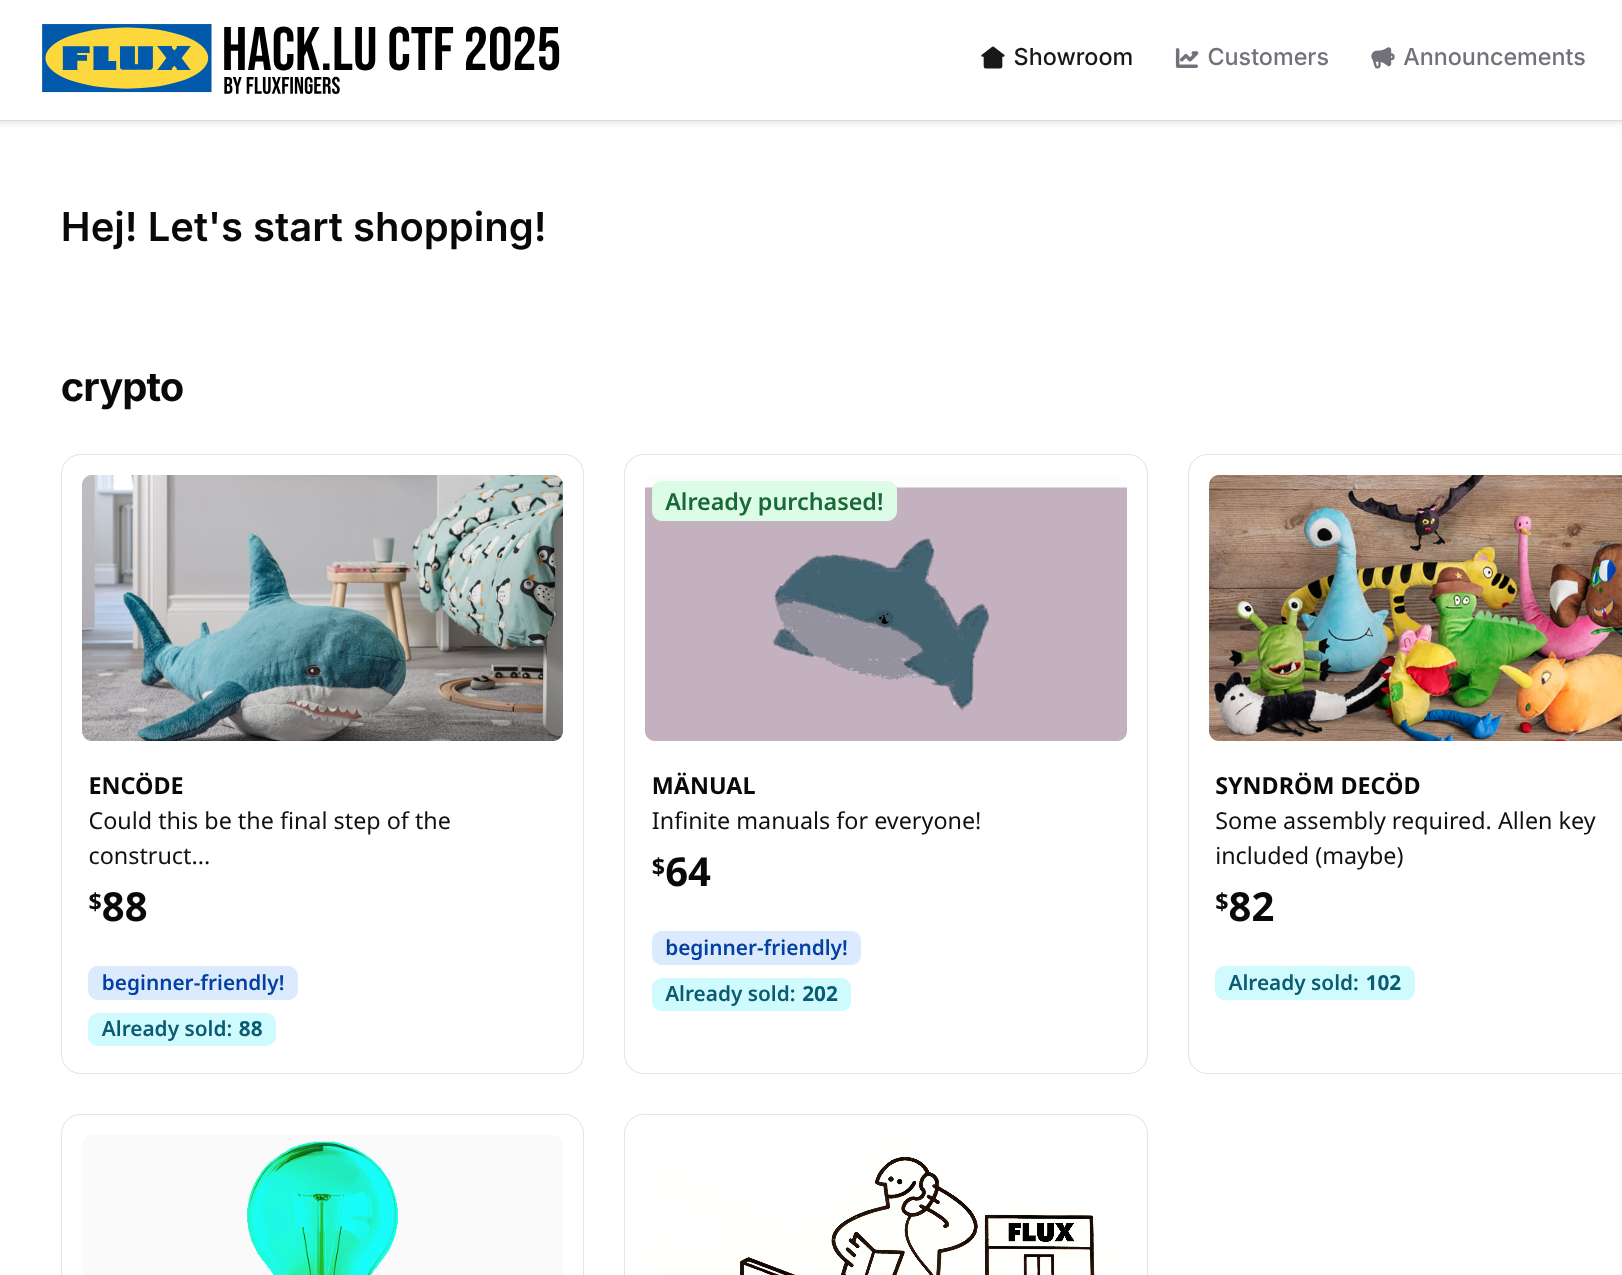 FLUX
HACK.LU CTF 2025
BY FLUXFINGERS
Showroom
Customers
Announcements
Hej! Let's start shopping!
crypto
ENCÖDE
Could this be the final step of the
construct...
$88
beginner-friendly!
Already sold: 88
Already purchased!
MÄNUAL
Infinite manuals for everyone!
$64
beginner-friendly!
Already sold: 202
SYNDRÖM DECÖD
Some assembly required. Allen key
included (maybe)
$82
Already sold: 102
FLUX